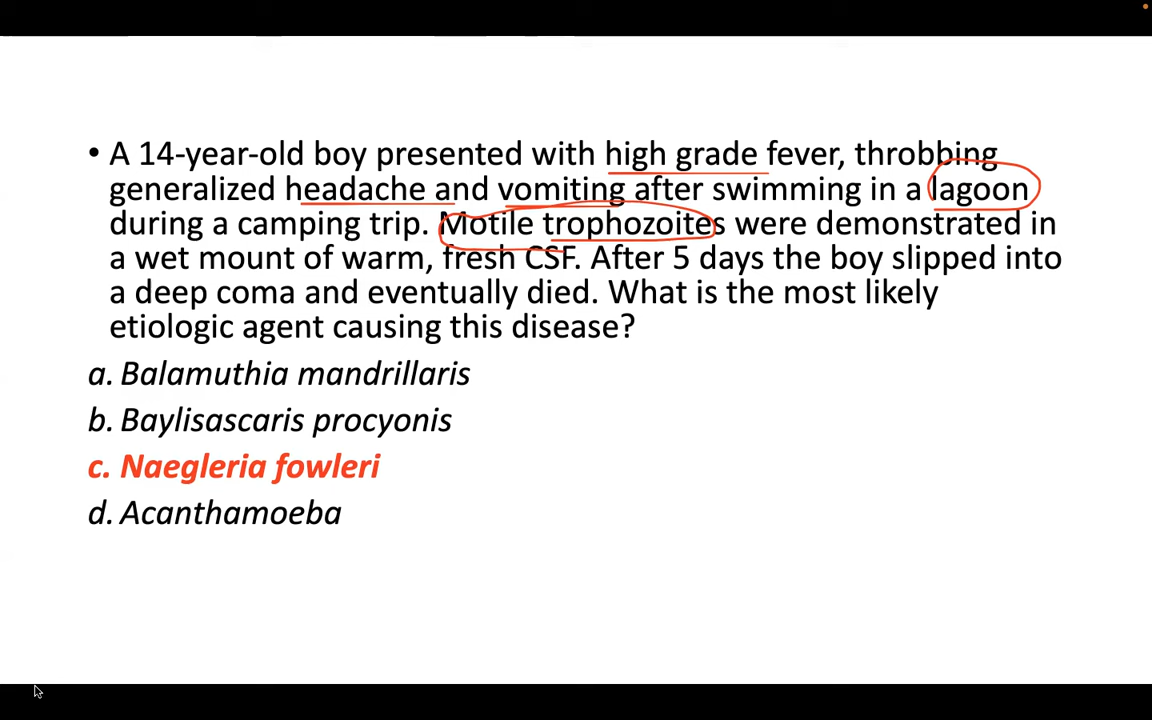 • A 14-year-old boy presented with high grade fever, throbbing
generalized headache and vomiting after swimming in a lagoon
during a camping trip. Motile trophozoites were demonstrated in
a wet mount of warm, fresh CSF. After 5 days the boy slipped into
a deep coma and eventually died. What is the most likely
etiologic agent causing this disease?
a. Balamuthia mandrillaris
b. Baylisascaris procyonis
c. Naegleria fowleri
d. Acanthamoeba